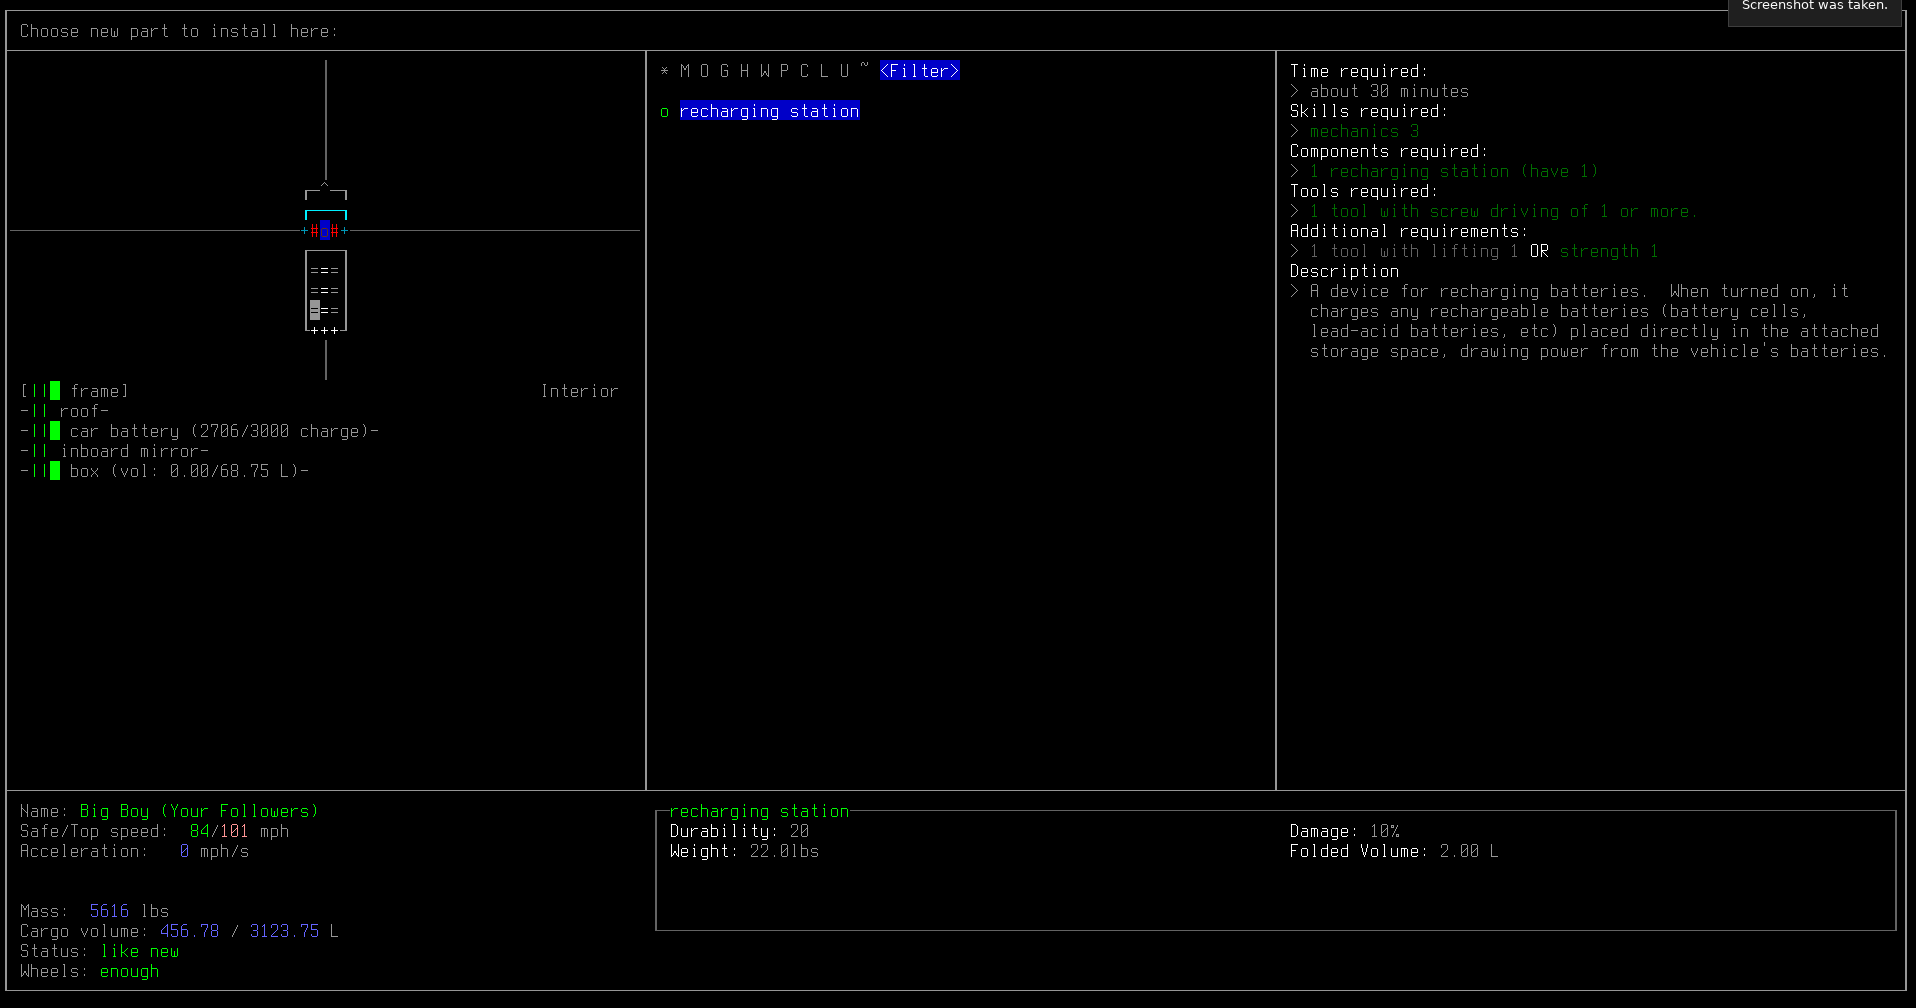 Screenshot was taken.
Choose new part to install here:
* M O G H W P C L U ~ <Filter>
o recharging station
Time required:
> about 30 minutes
Skills required:
> mechanics 3
Components required:
> 1 recharging station (have 1)
Tools required:
> 1 tool with screw driving of 1 or more.
Additional requirements:
> 1 tool with lifting 1 OR strength 1
Description
> A device for recharging batteries.  When turned on, it
charges any rechargeable batteries (battery cells,
lead-acid batteries, etc) placed directly in the attached
storage space, drawing power from the vehicle's batteries.
+#o#+
===
===
===
+++
[|| frame] Interior
-|| roof-
-|| car battery (2706/3000 charge)-
-|| inboard mirror-
-|| box (vol: 0.00/68.75 L)-
Name: Big Boy (Your Followers)
Safe/Top speed:  84/101 mph
Acceleration:   0 mph/s
Mass:  5616 lbs
Cargo volume: 456.78 / 3123.75 L
Status: like new
Wheels: enough
recharging station
Durability: 20
Weight: 22.0lbs
Damage: 10%
Folded Volume: 2.00 L